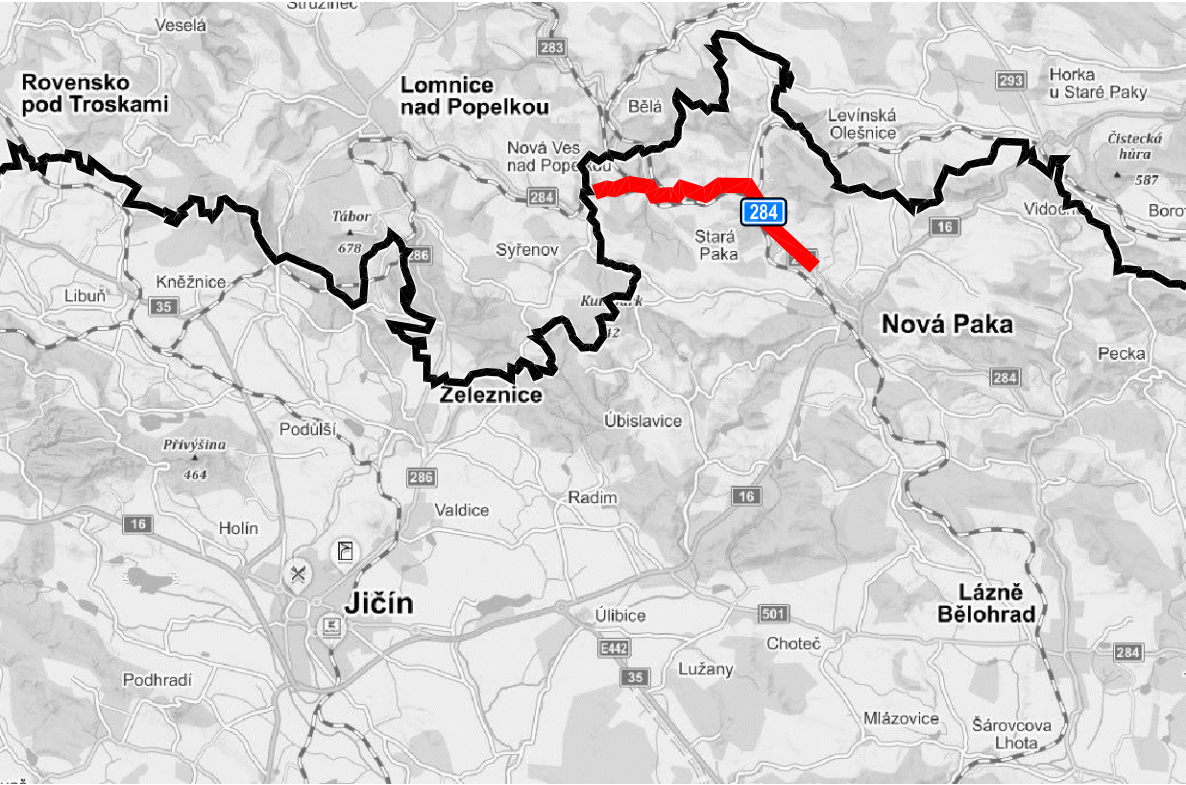 Veselá
283
Rovensko
pod Troskami
Lomnice
nad Popelkou
Bělá
293
Horka
u Staré Paky
Levínská
Olešnice
Čistecká
hůra
587
Nová Ves
nad Popelkou
284
284
Tábor
678
Syřenov
Stará
Paka
16
Kněžnice
Libuň
35
Nová Paka
Pecka
284
Železnice
Úbislavice
Podůlší
Přivýšina
464
286
Valdice
Radim
16
16
Holín
Jičín
Úlibice
501
Lázně
Bělohrad
E442
35
Lužany
Choteč
284
Podhradí
Mlázovice
Šárovcova
Lhota